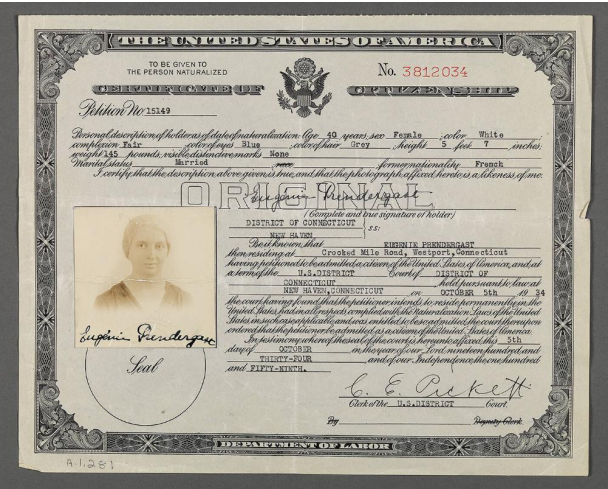 THE UNITED STATES OF AMERICA
TO BE GIVEN TO
THE PERSON NATURALIZED
No. 3812034
CERTIFICATE OF CITIZENSHIP
Petition No 15149
Personal description of holder as of date of naturalization: Age 40 years, sex Female, color White
complexion Fair color of eyes Blue, color of hair Grey, height 5 feet 7 inches;
weight 145 pounds, visible distinctive marks None
Marital status Married race former nationality French
I certify that the description above given is true, and that the photograph affixed hereto is a likeness of me.
ORIGINAL
Eugénie Prendergast
(Complete and true signature of holder)
DISTRICT OF CONNECTICUT
NEW HAVEN
s.s:
Be it known, that EUGENIE PRENDERGAST
then residing at Crooked Mile Road, Westport, Connecticut
having petitioned to be admitted a citizen of the United States of America, and at
a term of the U.S. DISTRICT Court of DISTRICT OF
CONNECTICUT held pursuant to law at
NEW HAVEN, CONNECTICUT on OCTOBER 5th 1934
the court having found that the petitioner intends to reside permanently in the
United States, had in all respects complied with the Naturalization Laws of the United
States in such case applicable, and was entitled to be so admitted, the court thereupon
ordered that the petitioner be admitted as a citizen of the United States of America.
In testimony whereof the seal of the court is hereunto affixed this 5th
day of OCTOBER in the year of our Lord nineteen hundred and
THIRTY-FOUR and of our Independence the one hundred
and FIFTY-NINTH.
Eugénie Prendergast
Seal
C. E. Pickett
Clerk of the U.S. DISTRICT Court.
By Deputy Clerk.
DEPARTMENT OF LABOR
A.1.281